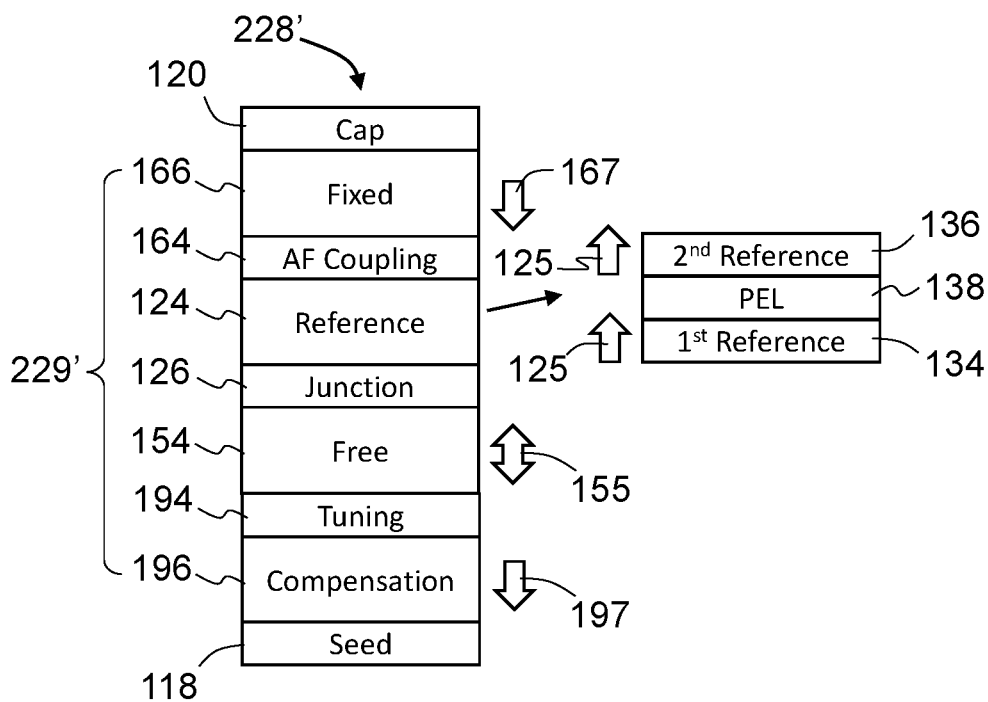 228’
120
Cap
166
Fixed
167
164
AF Coupling
125
2nd Reference
136
124
Reference
PEL
138
229’
126
Junction
125
1st Reference
134
154
Free
155
194
Tuning
196
Compensation
197
118
Seed